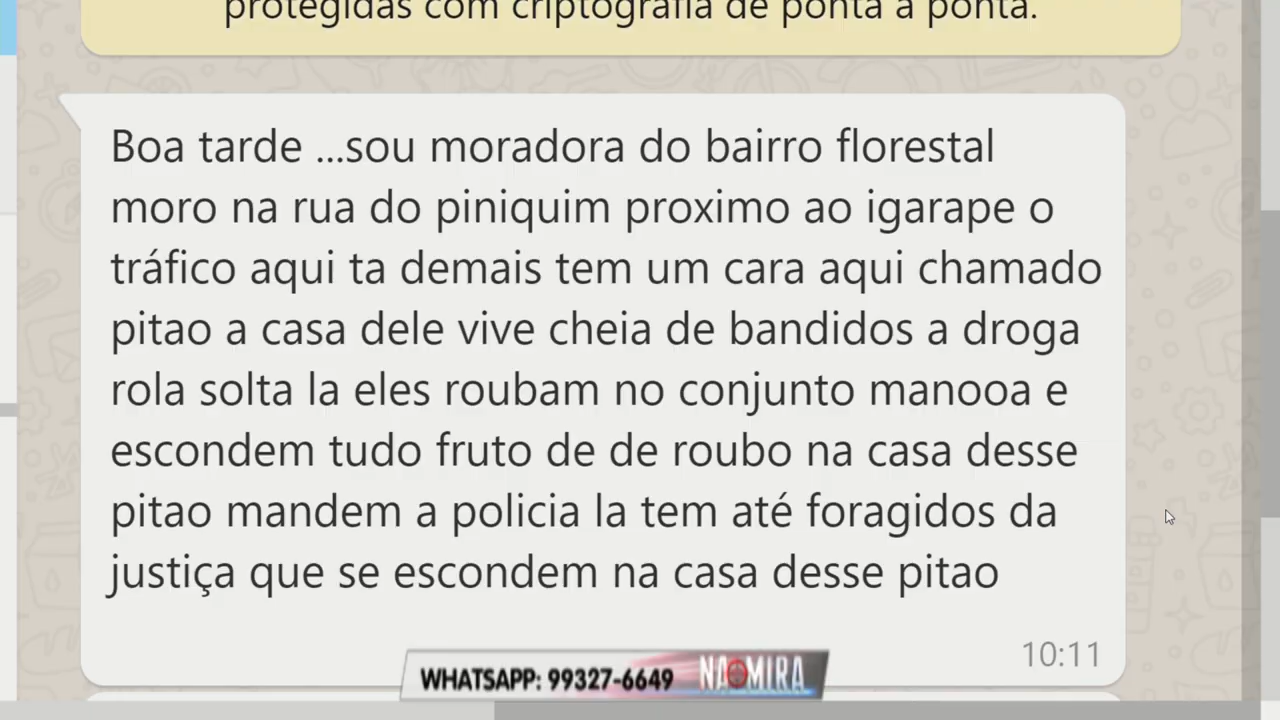 protegidas com criptografia de ponta a ponta.
Boa tarde ...sou moradora do bairro florestal
moro na rua do piniquim proximo ao igarape o
tráfico aqui ta demais tem um cara aqui chamado
pitao a casa dele vive cheia de bandidos a droga
rola solta la eles roubam no conjunto manooa e
escondem tudo fruto de de roubo na casa desse
pitao mandem a policia la tem até foragidos da
justiça que se escondem na casa desse pitao
10:11
WHATSAPP: 99327-6649 NA MIRA